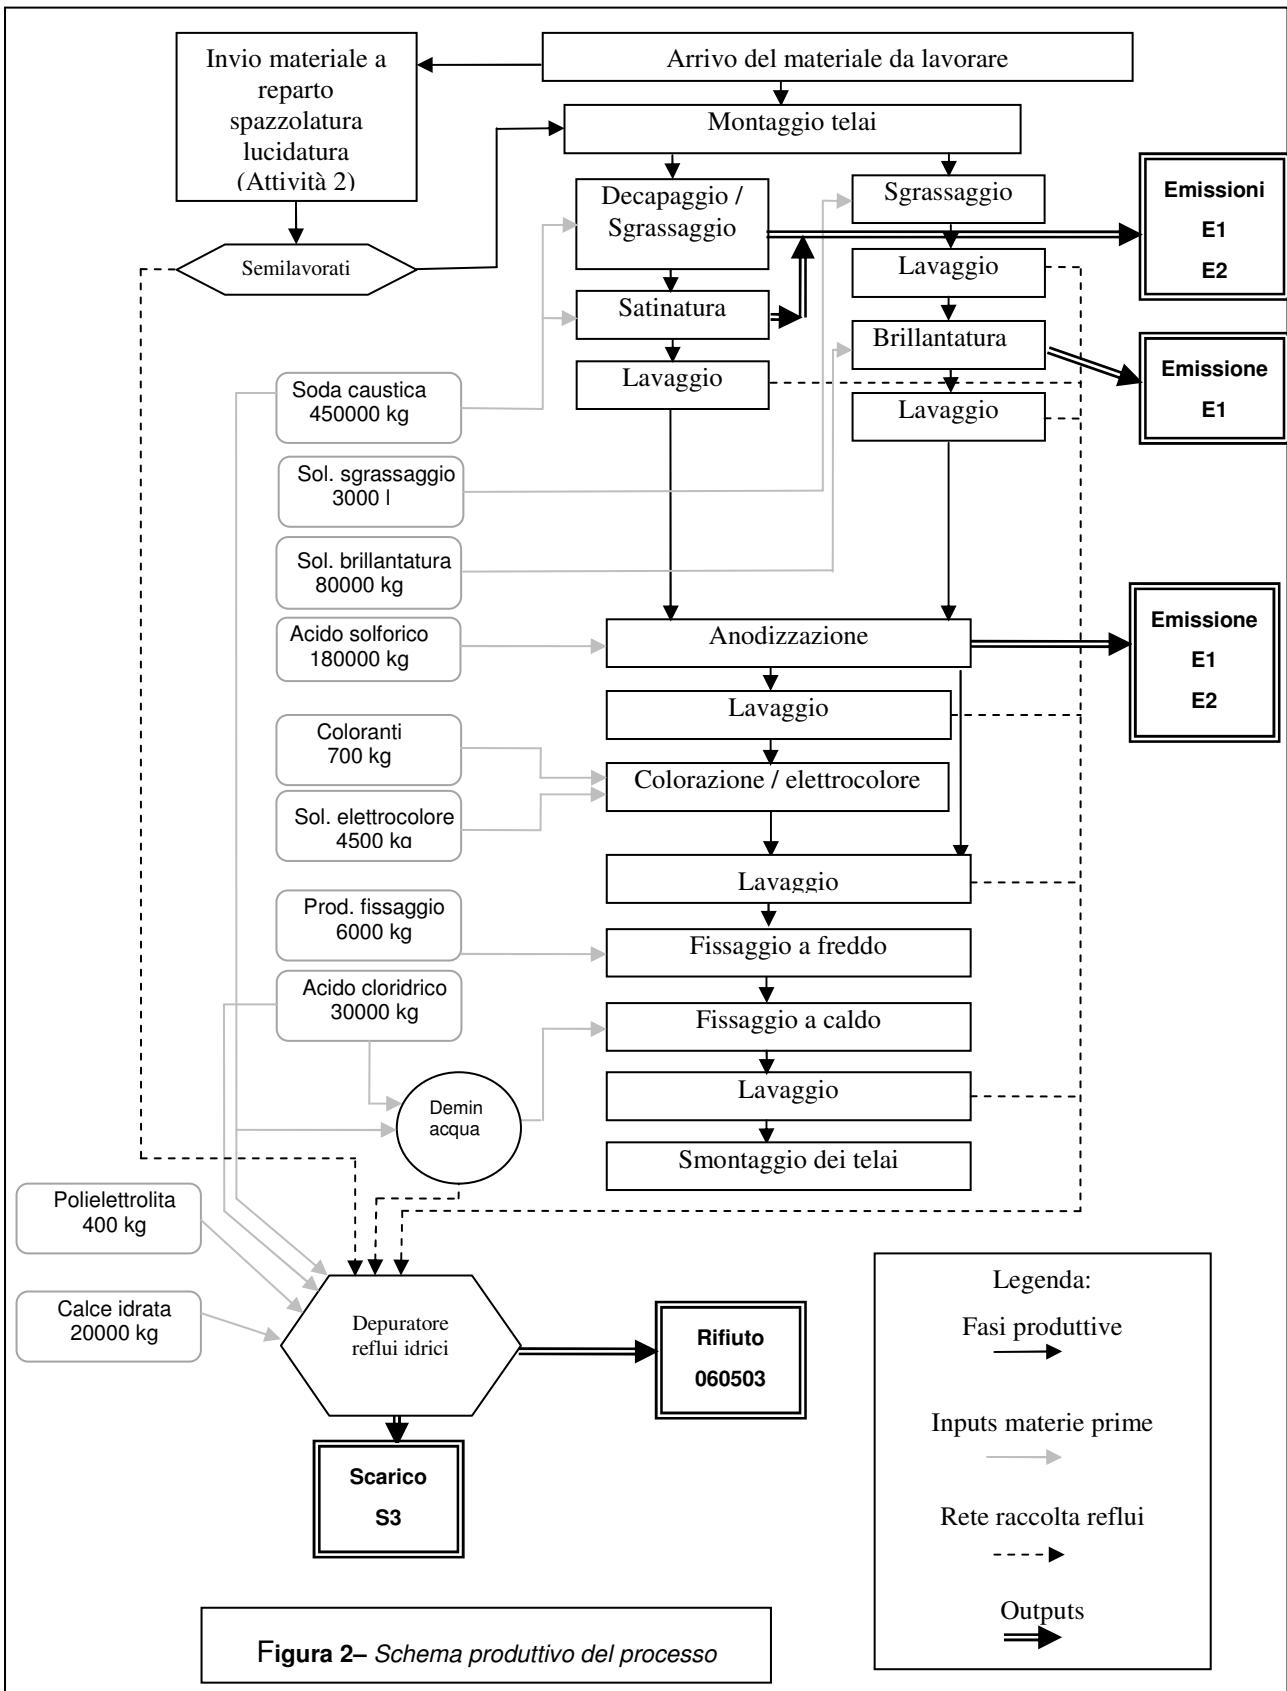 Invio materiale a
reparto
spazzolatura
lucidatura
(Attività 2)
Arrivo del materiale da lavorare
Montaggio telai
Semilavorati
Decapaggio /
Sgrassaggio
Satinatura
Lavaggio
Sgrassaggio
Lavaggio
Brillantatura
Lavaggio
Emissioni
E1
E2
Emissione
E1
Soda caustica
450000 kg
Sol. sgrassaggio
3000 l
Sol. brillantatura
80000 kg
Acido solforico
180000 kg
Anodizzazione
Emissione
E1
E2
Lavaggio
Coloranti
700 kg
Colorazione / elettrocolore
Sol. elettrocolore
4500 kg
Lavaggio
Prod. fissaggio
6000 kg
Fissaggio a freddo
Acido cloridrico
30000 kg
Fissaggio a caldo
Lavaggio
Demin
acqua
Smontaggio dei telai
Polielettrolita
400 kg
Calce idrata
20000 kg
Depuratore
reflui idrici
Rifiuto
060503
Scarico
S3
Legenda:
Fasi produttive
Inputs materie prime
Rete raccolta reflui
Outputs
Figura 2– Schema produttivo del processo